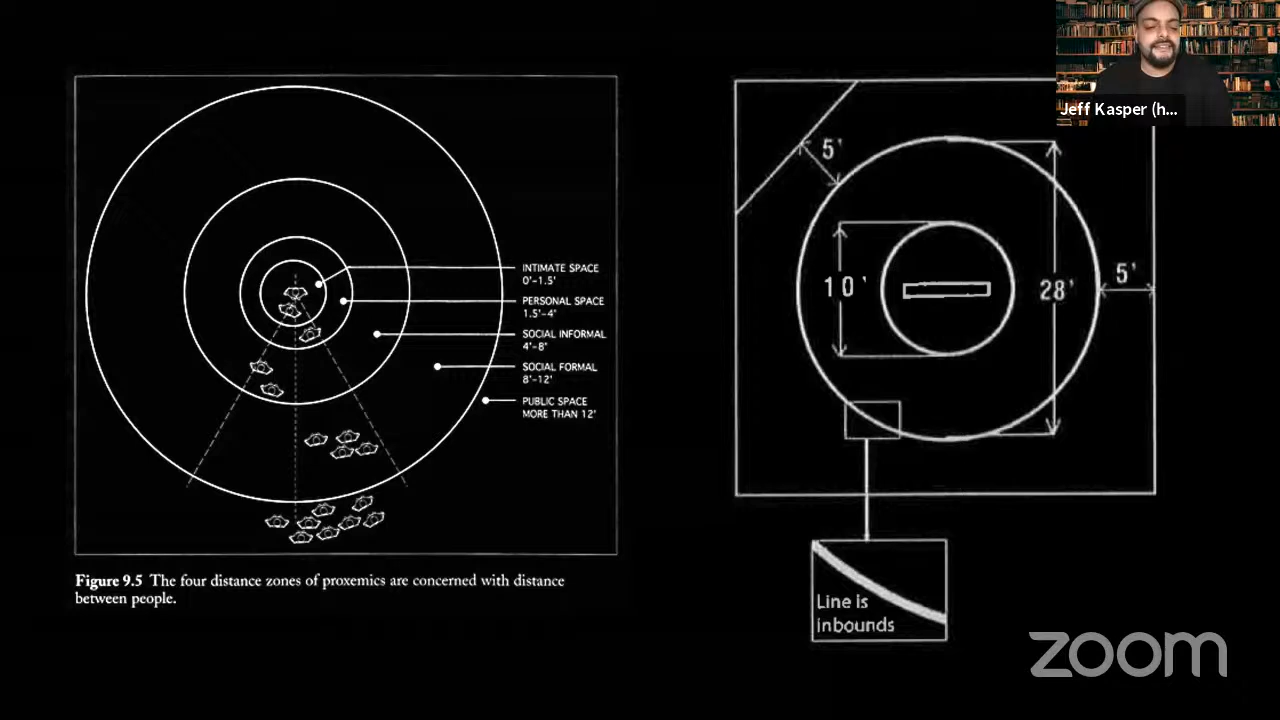 Jeff Kasper (h...
INTIMATE SPACE
0'–1.5'
PERSONAL SPACE
1.5'–4'
SOCIAL INFORMAL
4'–8'
SOCIAL FORMAL
8'–12'
PUBLIC SPACE
MORE THAN 12'
Figure 9.5 The four distance zones of proxemics are concerned with distance
between people.
5'
10'
28'
5'
Line is
inbounds
zoom